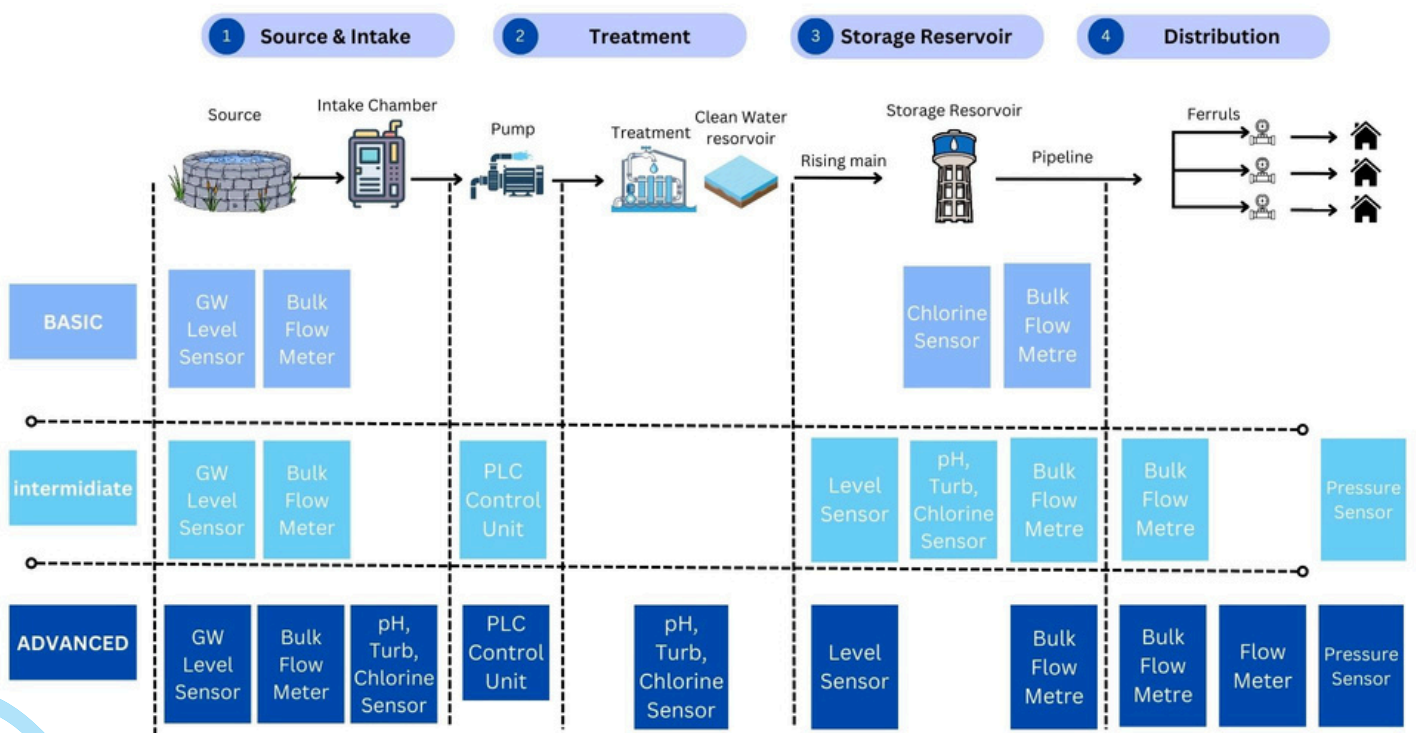 1 Source & Intake
2 Treatment
3 Storage Reservoir
4 Distribution
Source
Intake Chamber
Pump
Treatment
Clean Water
resorvoir
Rising main
Storage Resorvoir
Pipeline
Ferruls
BASIC
GW
Level
Sensor
Bulk
Flow
Meter
Chlorine
Sensor
Bulk
Flow
Metre
intermidiate
GW
Level
Sensor
Bulk
Flow
Meter
PLC
Control
Unit
Level
Sensor
pH,
Turb,
Chlorine
Sensor
Bulk
Flow
Metre
Bulk
Flow
Metre
Pressure
Sensor
ADVANCED
GW
Level
Sensor
Bulk
Flow
Meter
pH,
Turb,
Chlorine
Sensor
PLC
Control
Unit
pH,
Turb,
Chlorine
Sensor
Level
Sensor
Bulk
Flow
Metre
Bulk
Flow
Metre
Flow
Meter
Pressure
Sensor